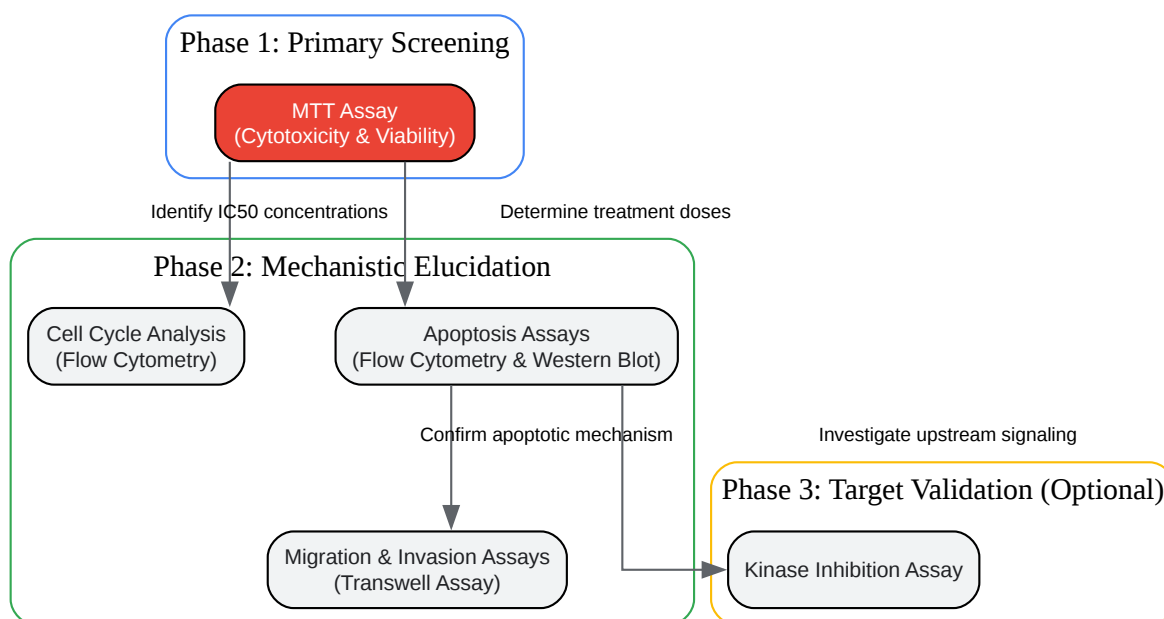 Phase 1: Primary Screening
MTT Assay
(Cytotoxicity & Viability)
Identify IC50 concentrations
Determine treatment doses
Phase 2: Mechanistic Elucidation
Cell Cycle Analysis
(Flow Cytometry)
Apoptosis Assays
(Flow Cytometry & Western Blot)
Confirm apoptotic mechanism
Investigate upstream signaling
Phase 3: Target Validation (Optional)
Migration & Invasion Assays
(Transwell Assay)
Kinase Inhibition Assay